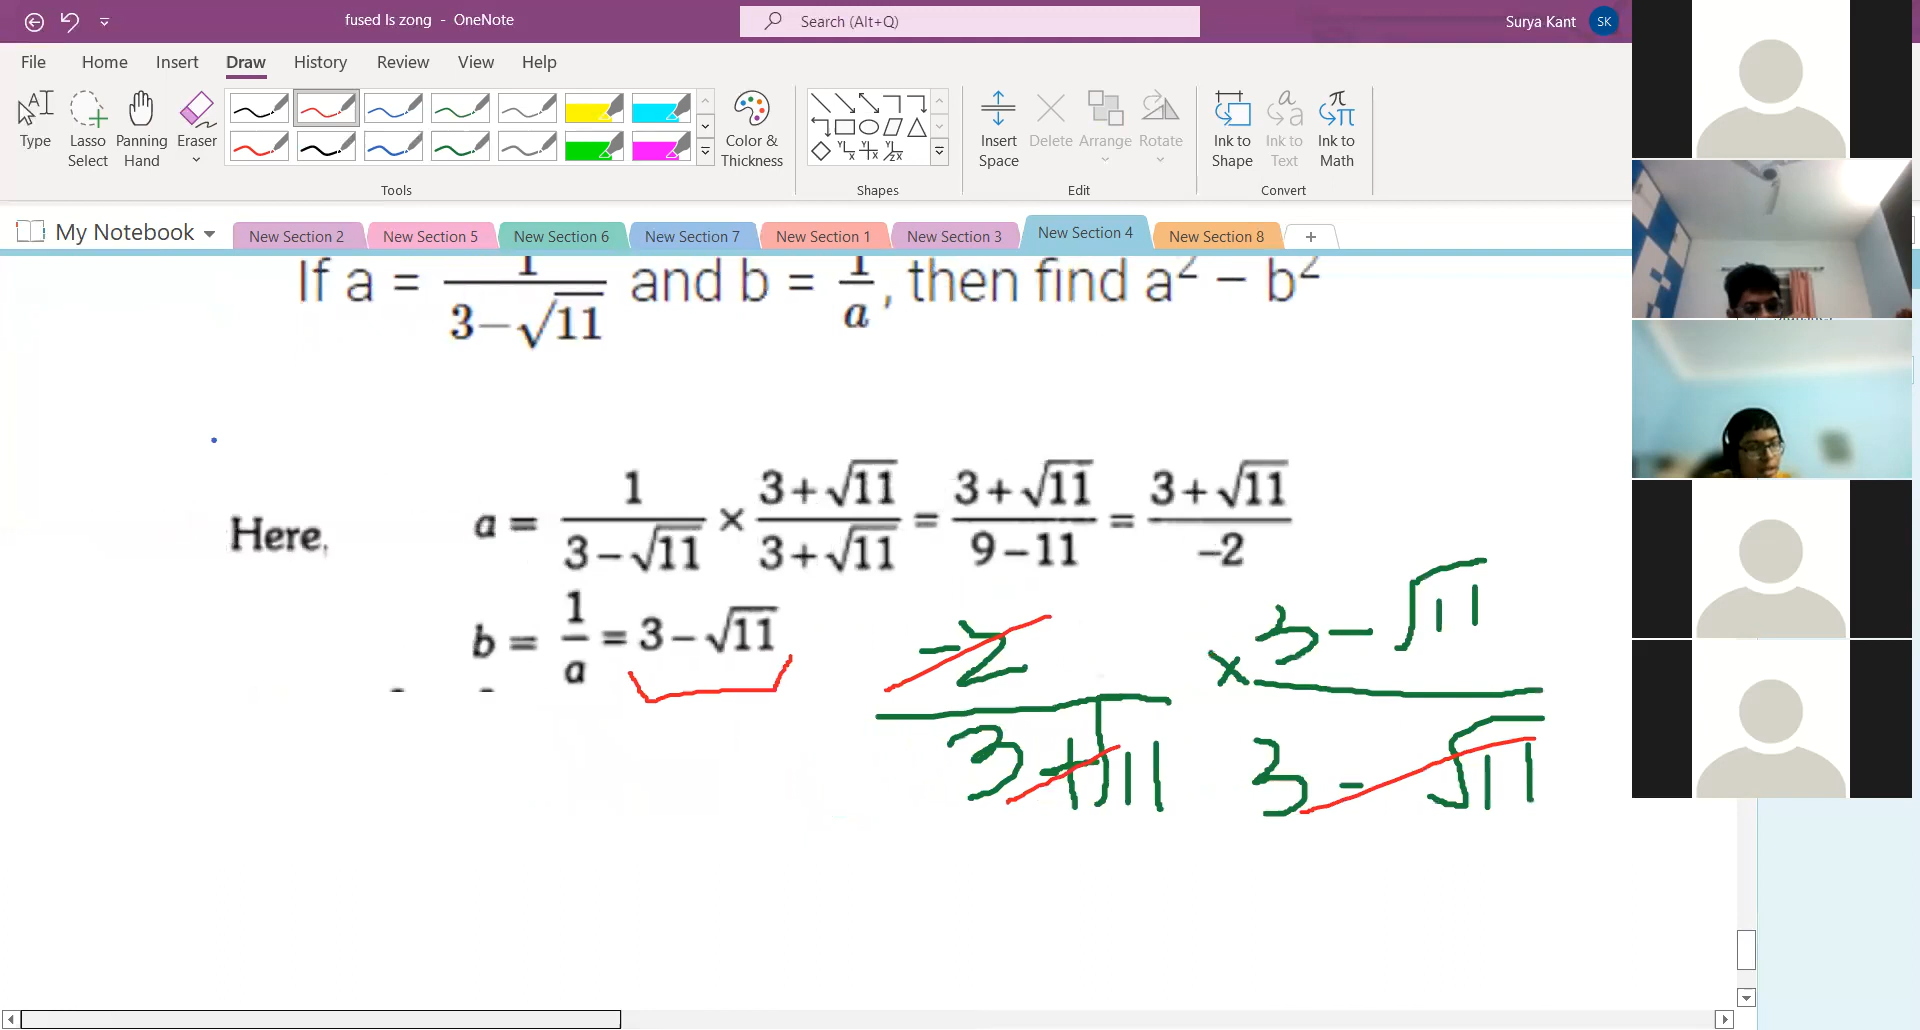 fused Is zong - OneNote
Search (Alt+Q)
Surya Kant SK
File Home Insert Draw History Review View Help
Type Lasso Select Panning Hand Eraser Color & Thickness Insert Space Delete Arrange Rotate Ink to Shape Ink to Text Ink to Math
Tools Shapes Edit Convert
My Notebook New Section 2 New Section 5 New Section 6 New Section 7 New Section 1 New Section 3 New Section 4 New Section 8 +
If a = 1/(3−√11) and b = 1/a, then find a² − b²
Here, a = 1/(3−√11) × (3+√11)/(3+√11) = (3+√11)/(9−11) = (3+√11)/−2
b = 1/a = 3−√11
−2/(3+√11) × (3−√11)/(3−√11)